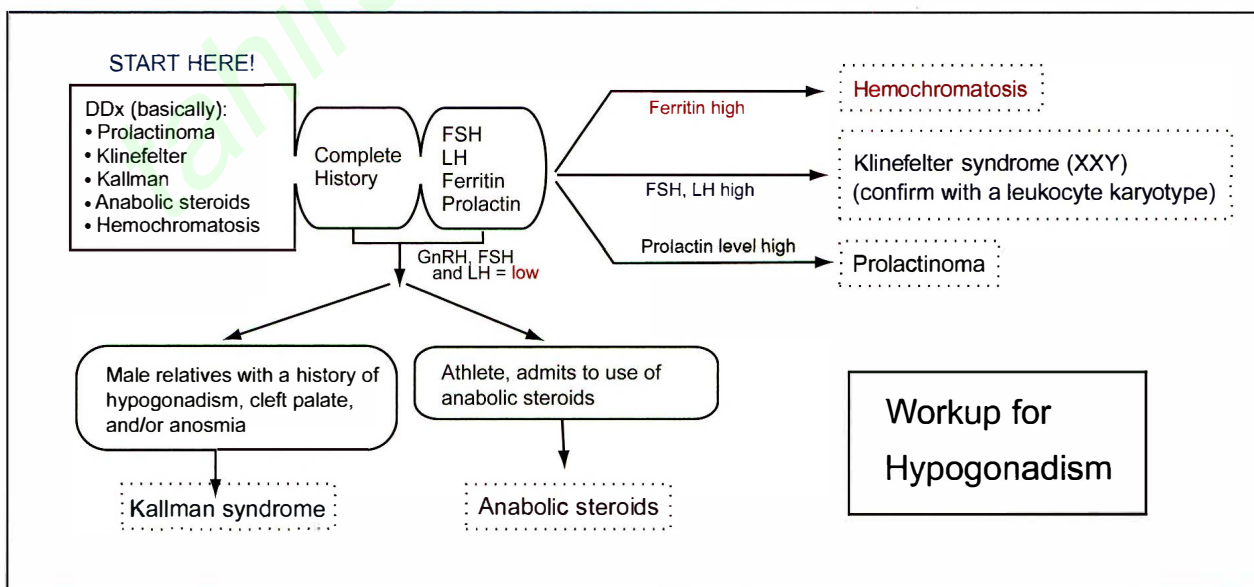 START HERE!
DDx (basically):
• Prolactinoma
• Klinefelter
• Kallman
• Anabolic steroids
• Hemochromatosis
Complete
History
FSH
LH
Ferritin
Prolactin
Ferritin high
Hemochromatosis
FSH, LH high
Klinefelter syndrome (XXY)
(confirm with a leukocyte karyotype)
Prolactin level high
Prolactinoma
GnRH, FSH
and LH = low
Male relatives with a history of
hypogonadism, cleft palate,
and/or anosmia
Kallman syndrome
Athlete, admits to use of
anabolic steroids
Anabolic steroids
Workup for
Hypogonadism